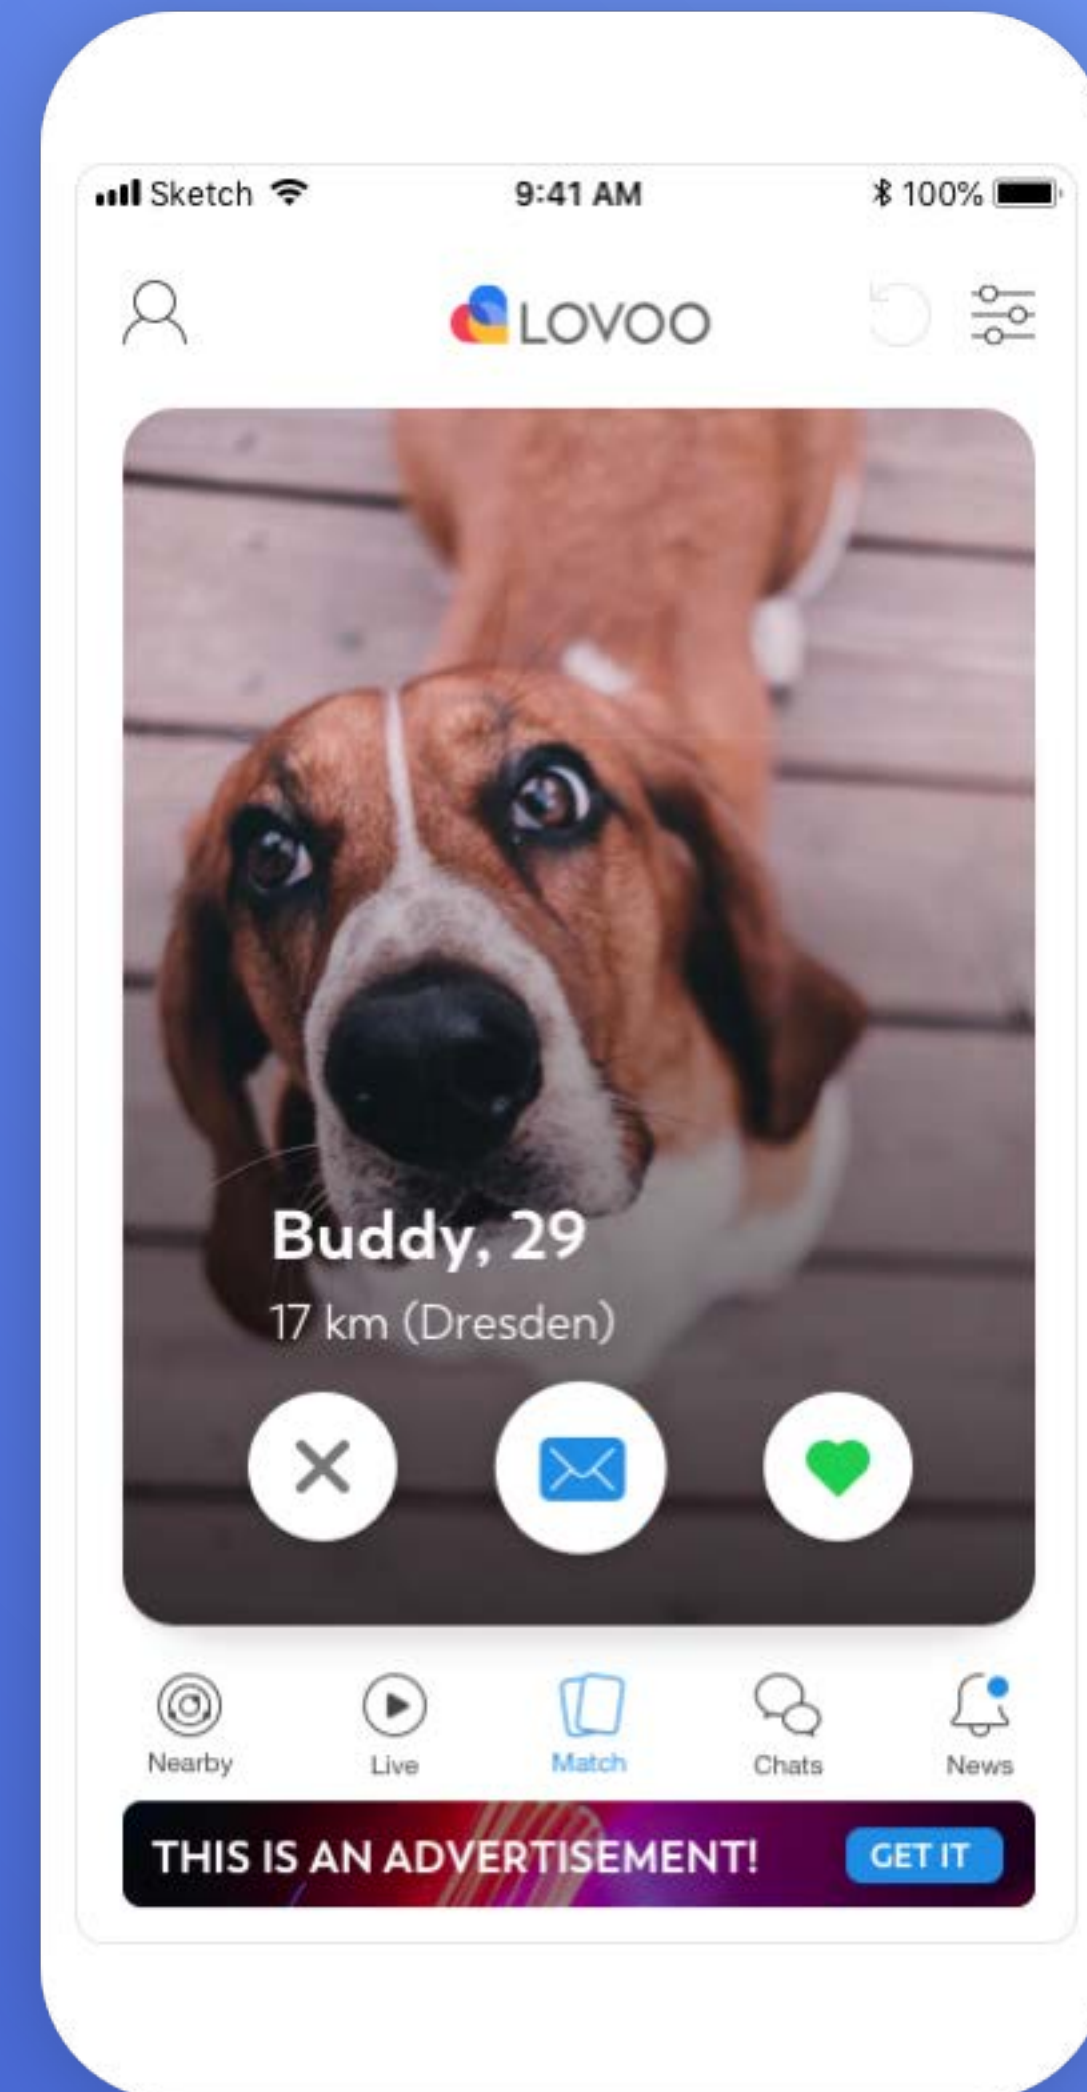 Sketch 9:41 AM 100%
LOVOO
Buddy, 29
17 km (Dresden)
Nearby Live Match Chats News
THIS IS AN ADVERTISEMENT! GET IT